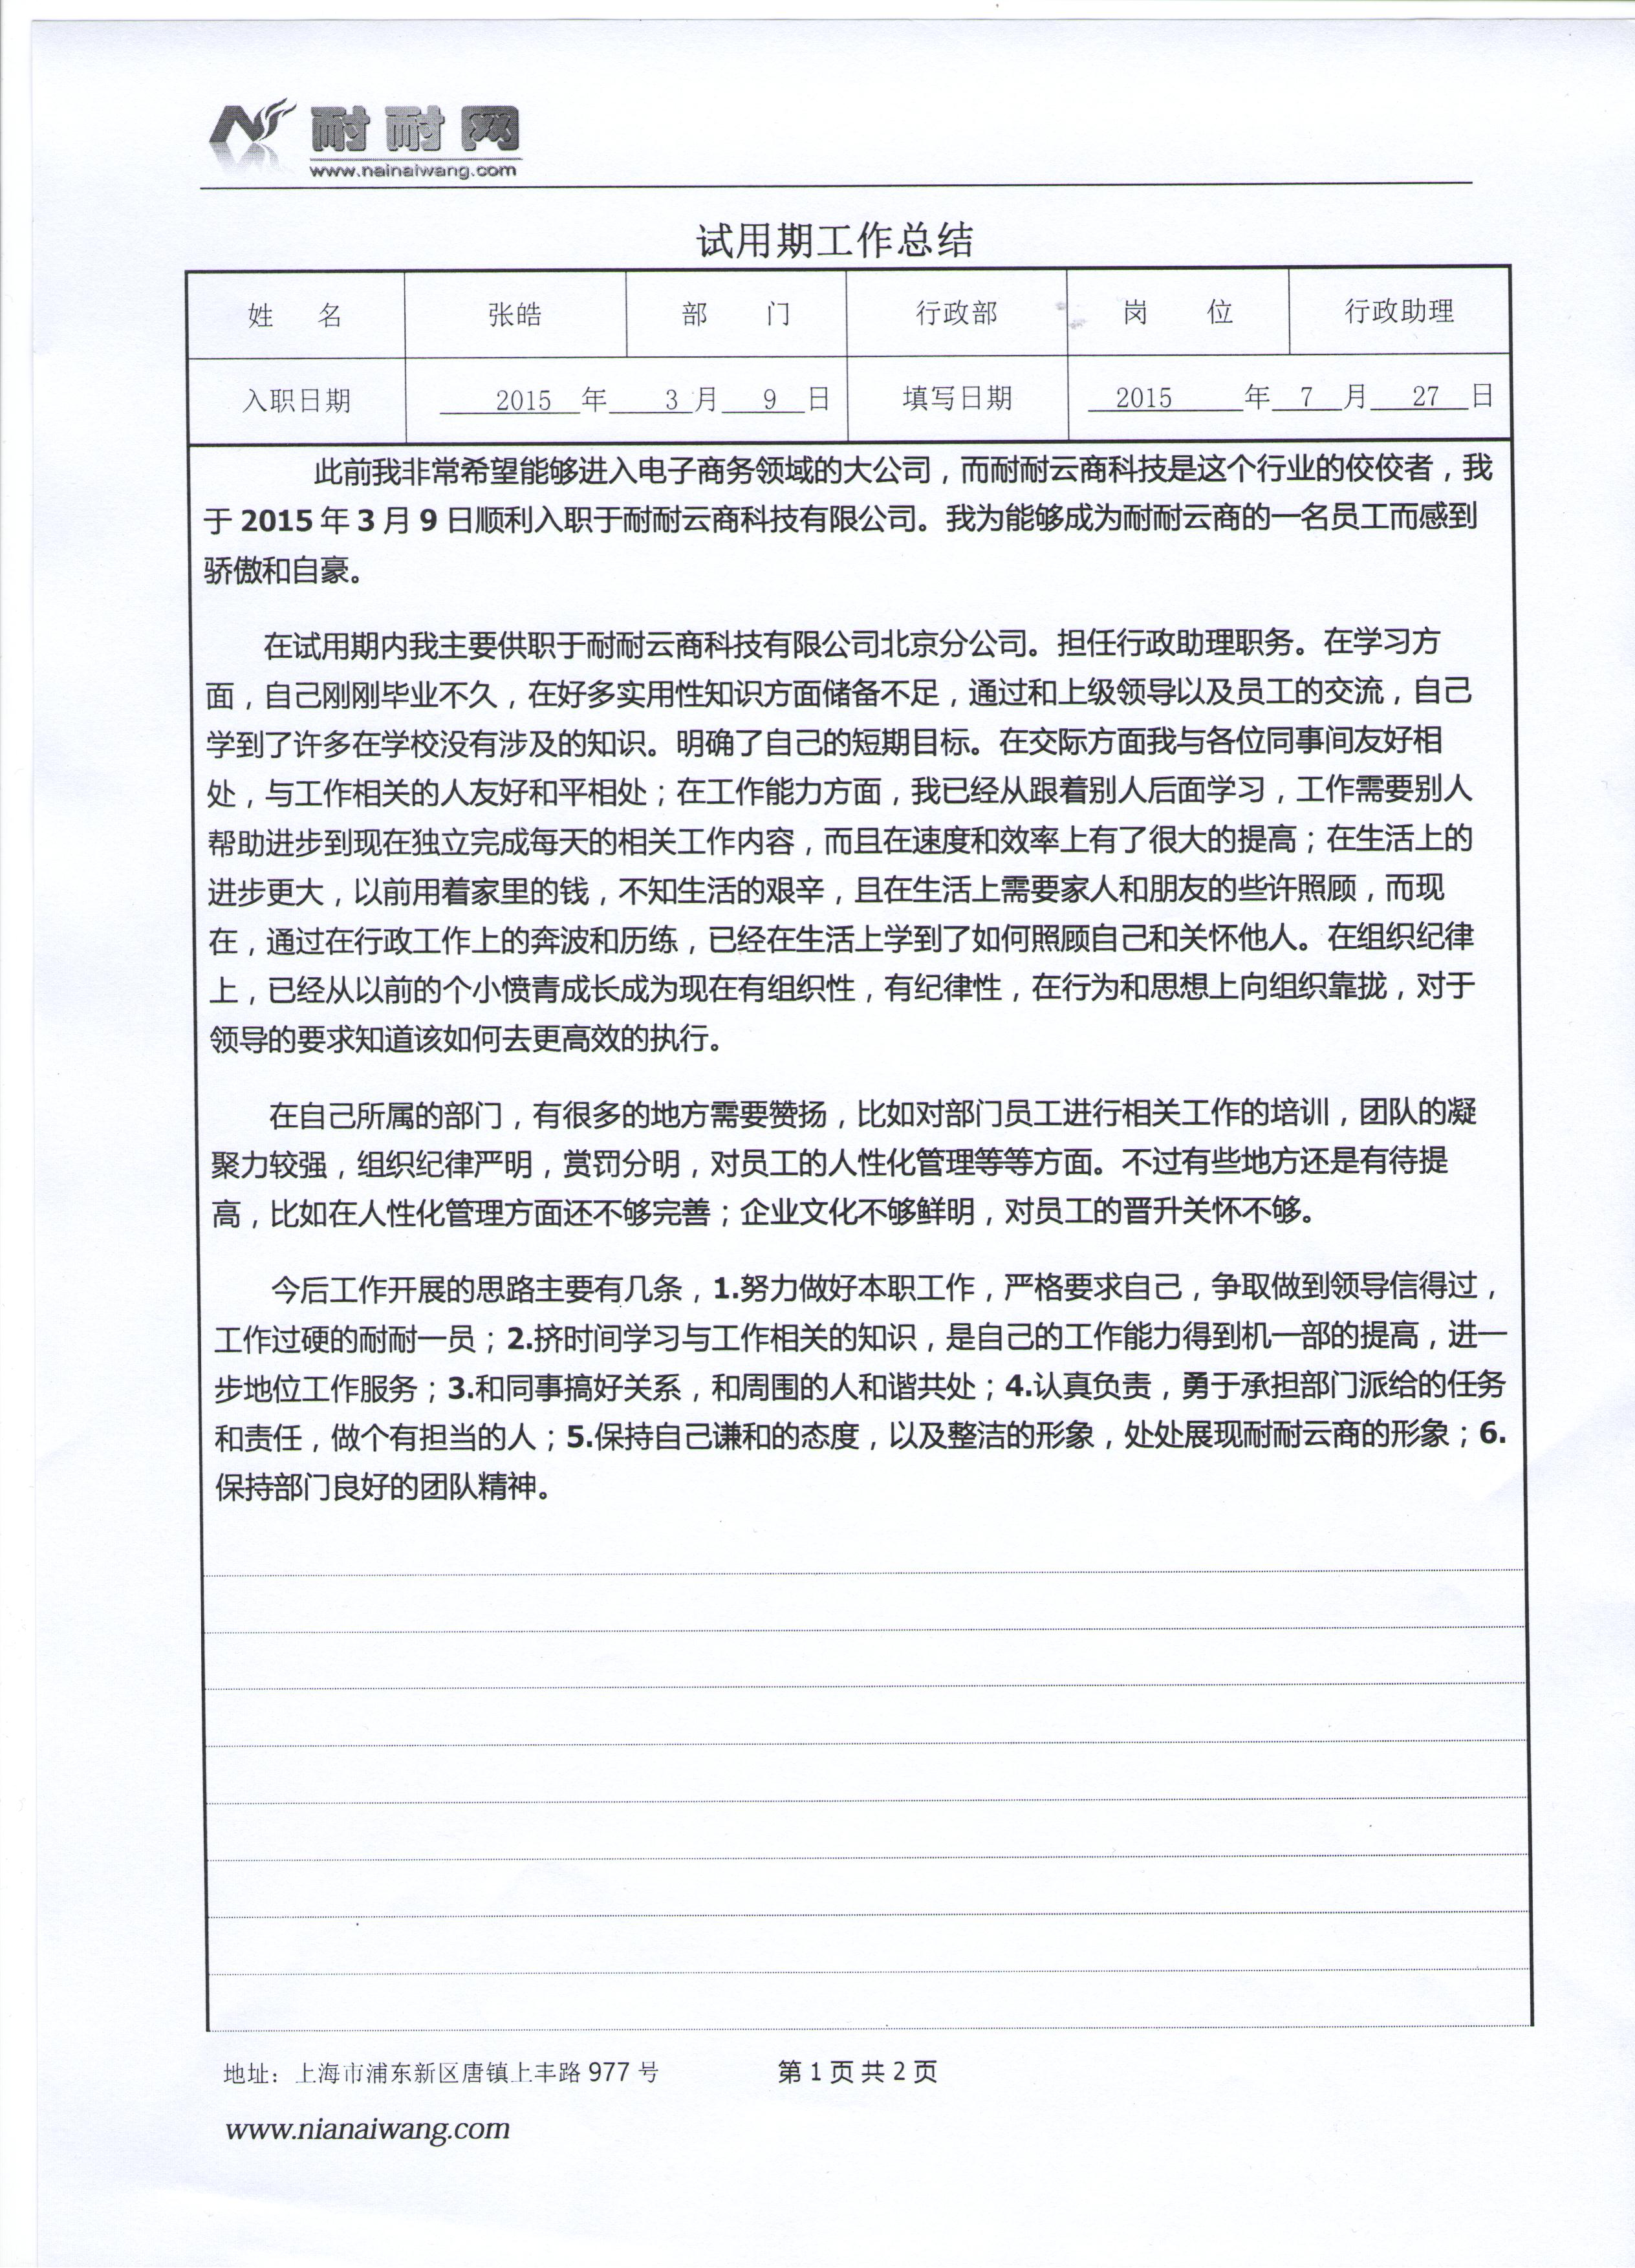 耐耐网
www.nainaiwang.com
试用期工作总结
姓 名 张皓 部 门 行政部 岗 位 行政助理
入职日期 2015 年 3 月 9 日 填写日期 2015 年 7 月 27 日
此前我非常希望能够进入电子商务领域的大公司，而耐耐云商科技是这个行业的佼佼者，我
于 2015 年 3 月 9 日顺利入职于耐耐云商科技有限公司。我为能够成为耐耐云商的一名员工而感到
骄傲和自豪。
在试用期内我主要供职于耐耐云商科技有限公司北京分公司。担任行政助理职务。在学习方
面，自己刚刚毕业不久，在好多实用性知识方面储备不足，通过和上级领导以及员工的交流，自己
学到了许多在学校没有涉及的知识。明确了自己的短期目标。在交际方面我与各位同事间友好相
处，与工作相关的人友好和平相处；在工作能力方面，我已经从跟着别人后面学习，工作需要别人
帮助进步到现在独立完成每天的相关工作内容，而且在速度和效率上有了很大的提高；在生活上的
进步更大，以前用着家里的钱，不知生活的艰辛，且在生活上需要家人和朋友的些许照顾，而现
在，通过在行政工作上的奔波和历练，已经在生活上学到了如何照顾自己和关怀他人。在组织纪律
上，已经从以前的个小愤青成长成为现在有组织性，有纪律性，在行为和思想上向组织靠拢，对于
领导的要求知道该如何去更高效的执行。
在自己所属的部门，有很多的地方需要赞扬，比如对部门员工进行相关工作的培训，团队的凝
聚力较强，组织纪律严明，赏罚分明，对员工的人性化管理等等方面。不过有些地方还是有待提
高，比如在人性化管理方面还不够完善；企业文化不够鲜明，对员工的晋升关怀不够。
今后工作开展的思路主要有几条，1.努力做好本职工作，严格要求自己，争取做到领导信得过，
工作过硬的耐耐一员；2.挤时间学习与工作相关的知识，是自己的工作能力得到机一部的提高，进一
步地位工作服务；3.和同事搞好关系，和周围的人和谐共处；4.认真负责，勇于承担部门派给的任务
和责任，做个有担当的人；5.保持自己谦和的态度，以及整洁的形象，处处展现耐耐云商的形象；6.
保持部门良好的团队精神。
地址：上海市浦东新区唐镇上丰路 977 号 第 1 页 共 2 页
www.nianaiwang.com